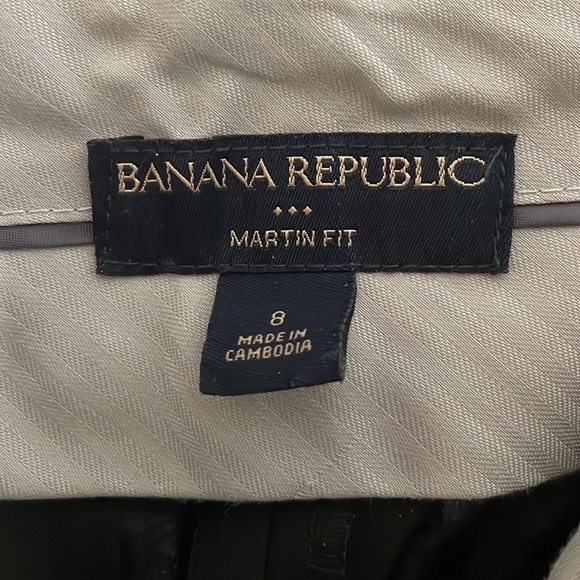 BANANA REPUBLIC
MARTIN FIT
8
MADE IN
CAMBODIA